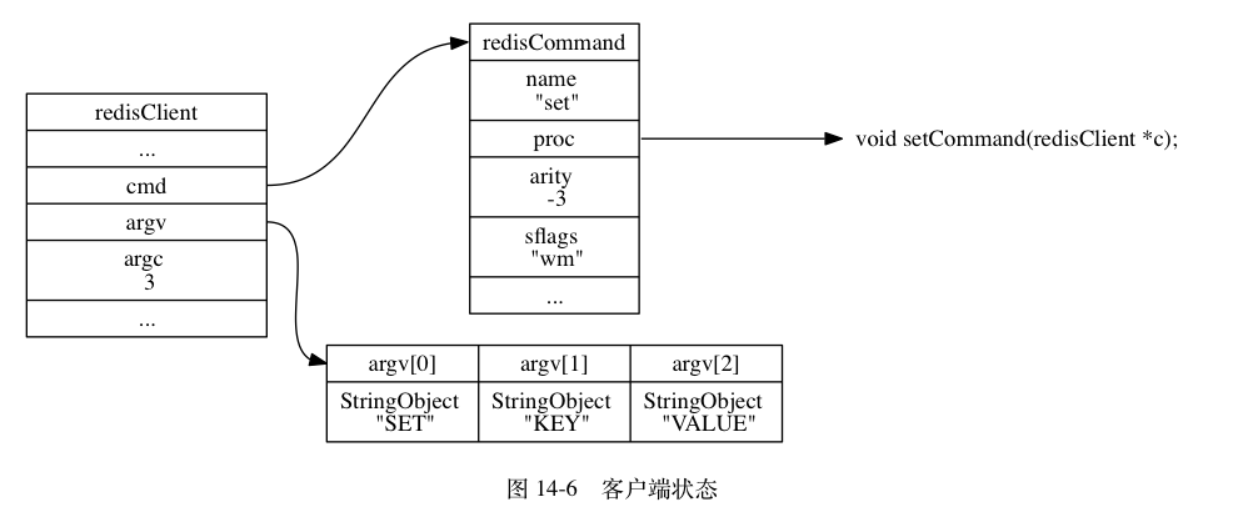 redisClient
...
cmd
argv
argc
3
...
redisCommand
name
"set"
proc
arity
-3
sflags
"wm"
...
void setCommand(redisClient *c);
argv[0] argv[1] argv[2]
StringObject StringObject StringObject
"SET" "KEY" "VALUE"
图 14-6 客户端状态